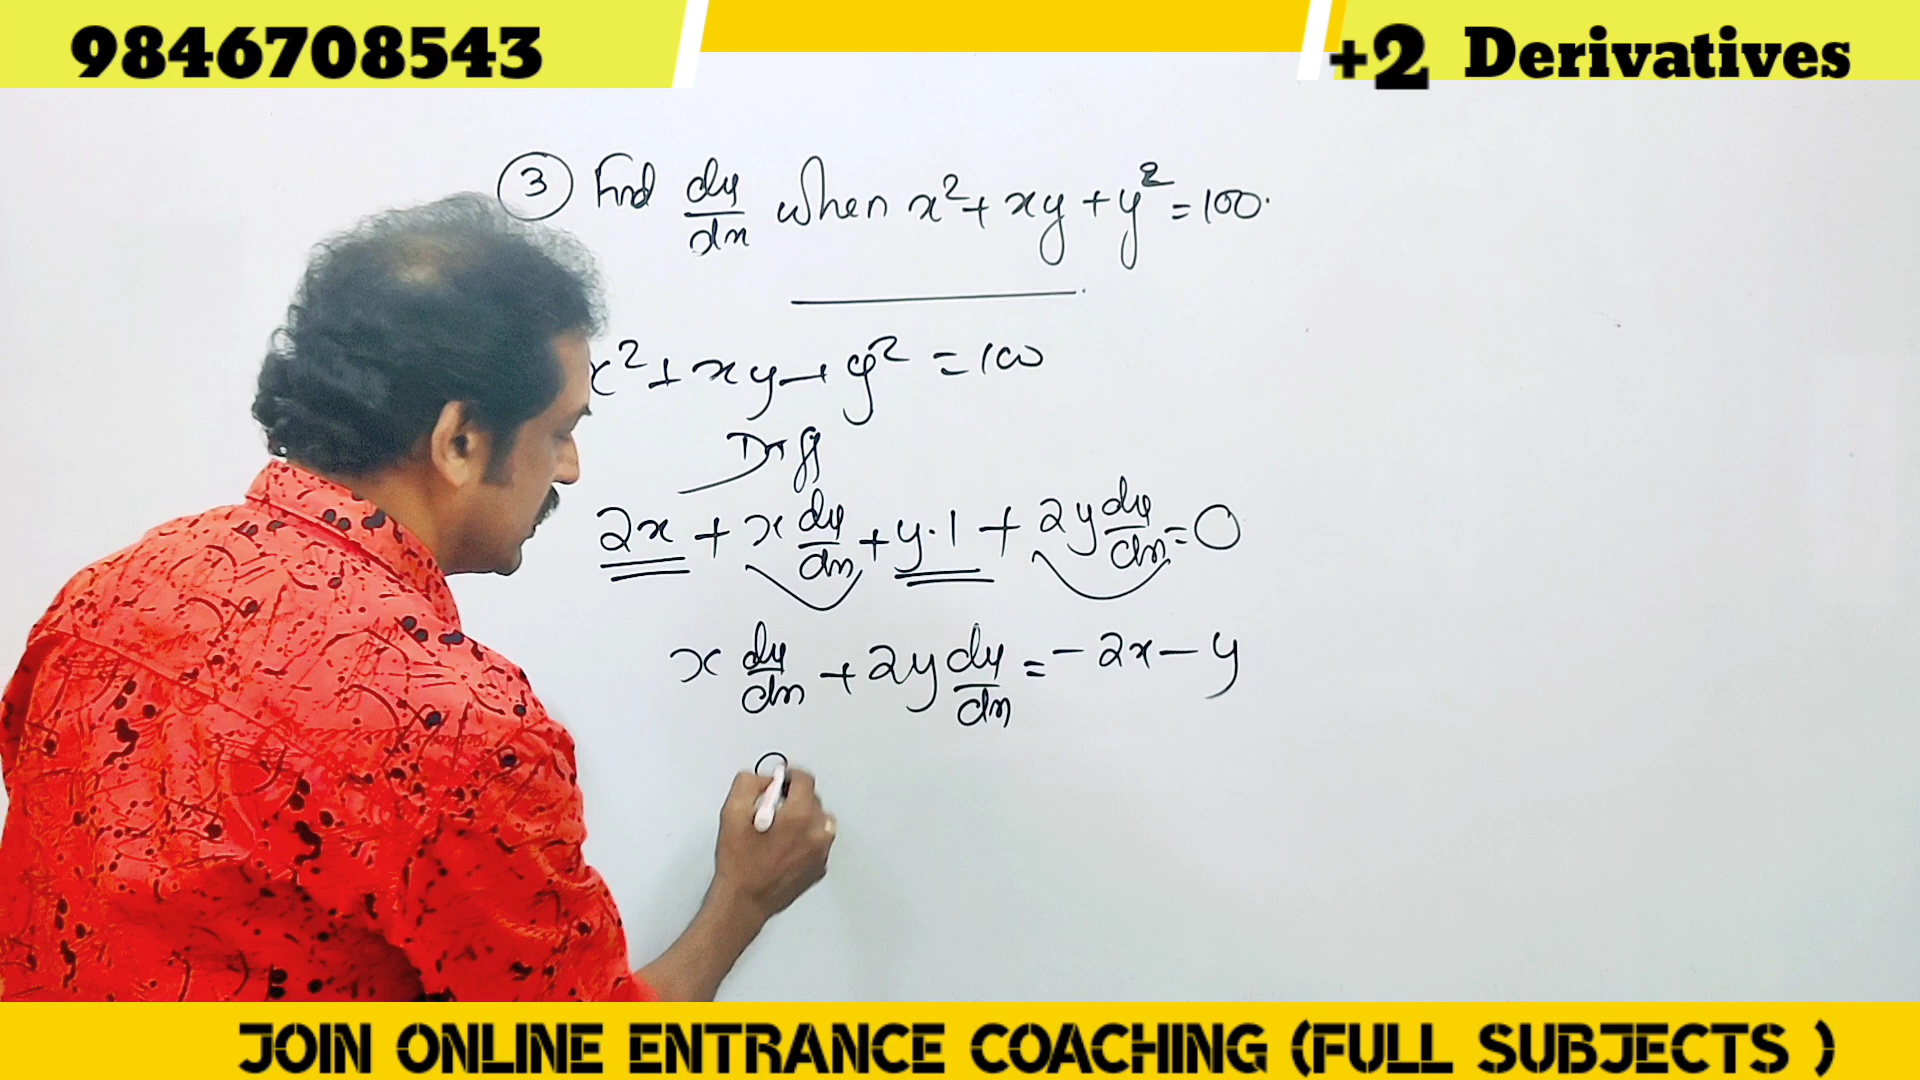 9846708543
+2 Derivatives
3 Find dy/dx when x² + xy + y² = 100.
x² + xy + y² = 100
Diff
2x + x dy/dx + y·1 + 2y dy/dx = 0
x dy/dx + 2y dy/dx = -2x - y
JOIN ONLINE ENTRANCE COACHING (FULL SUBJECTS )